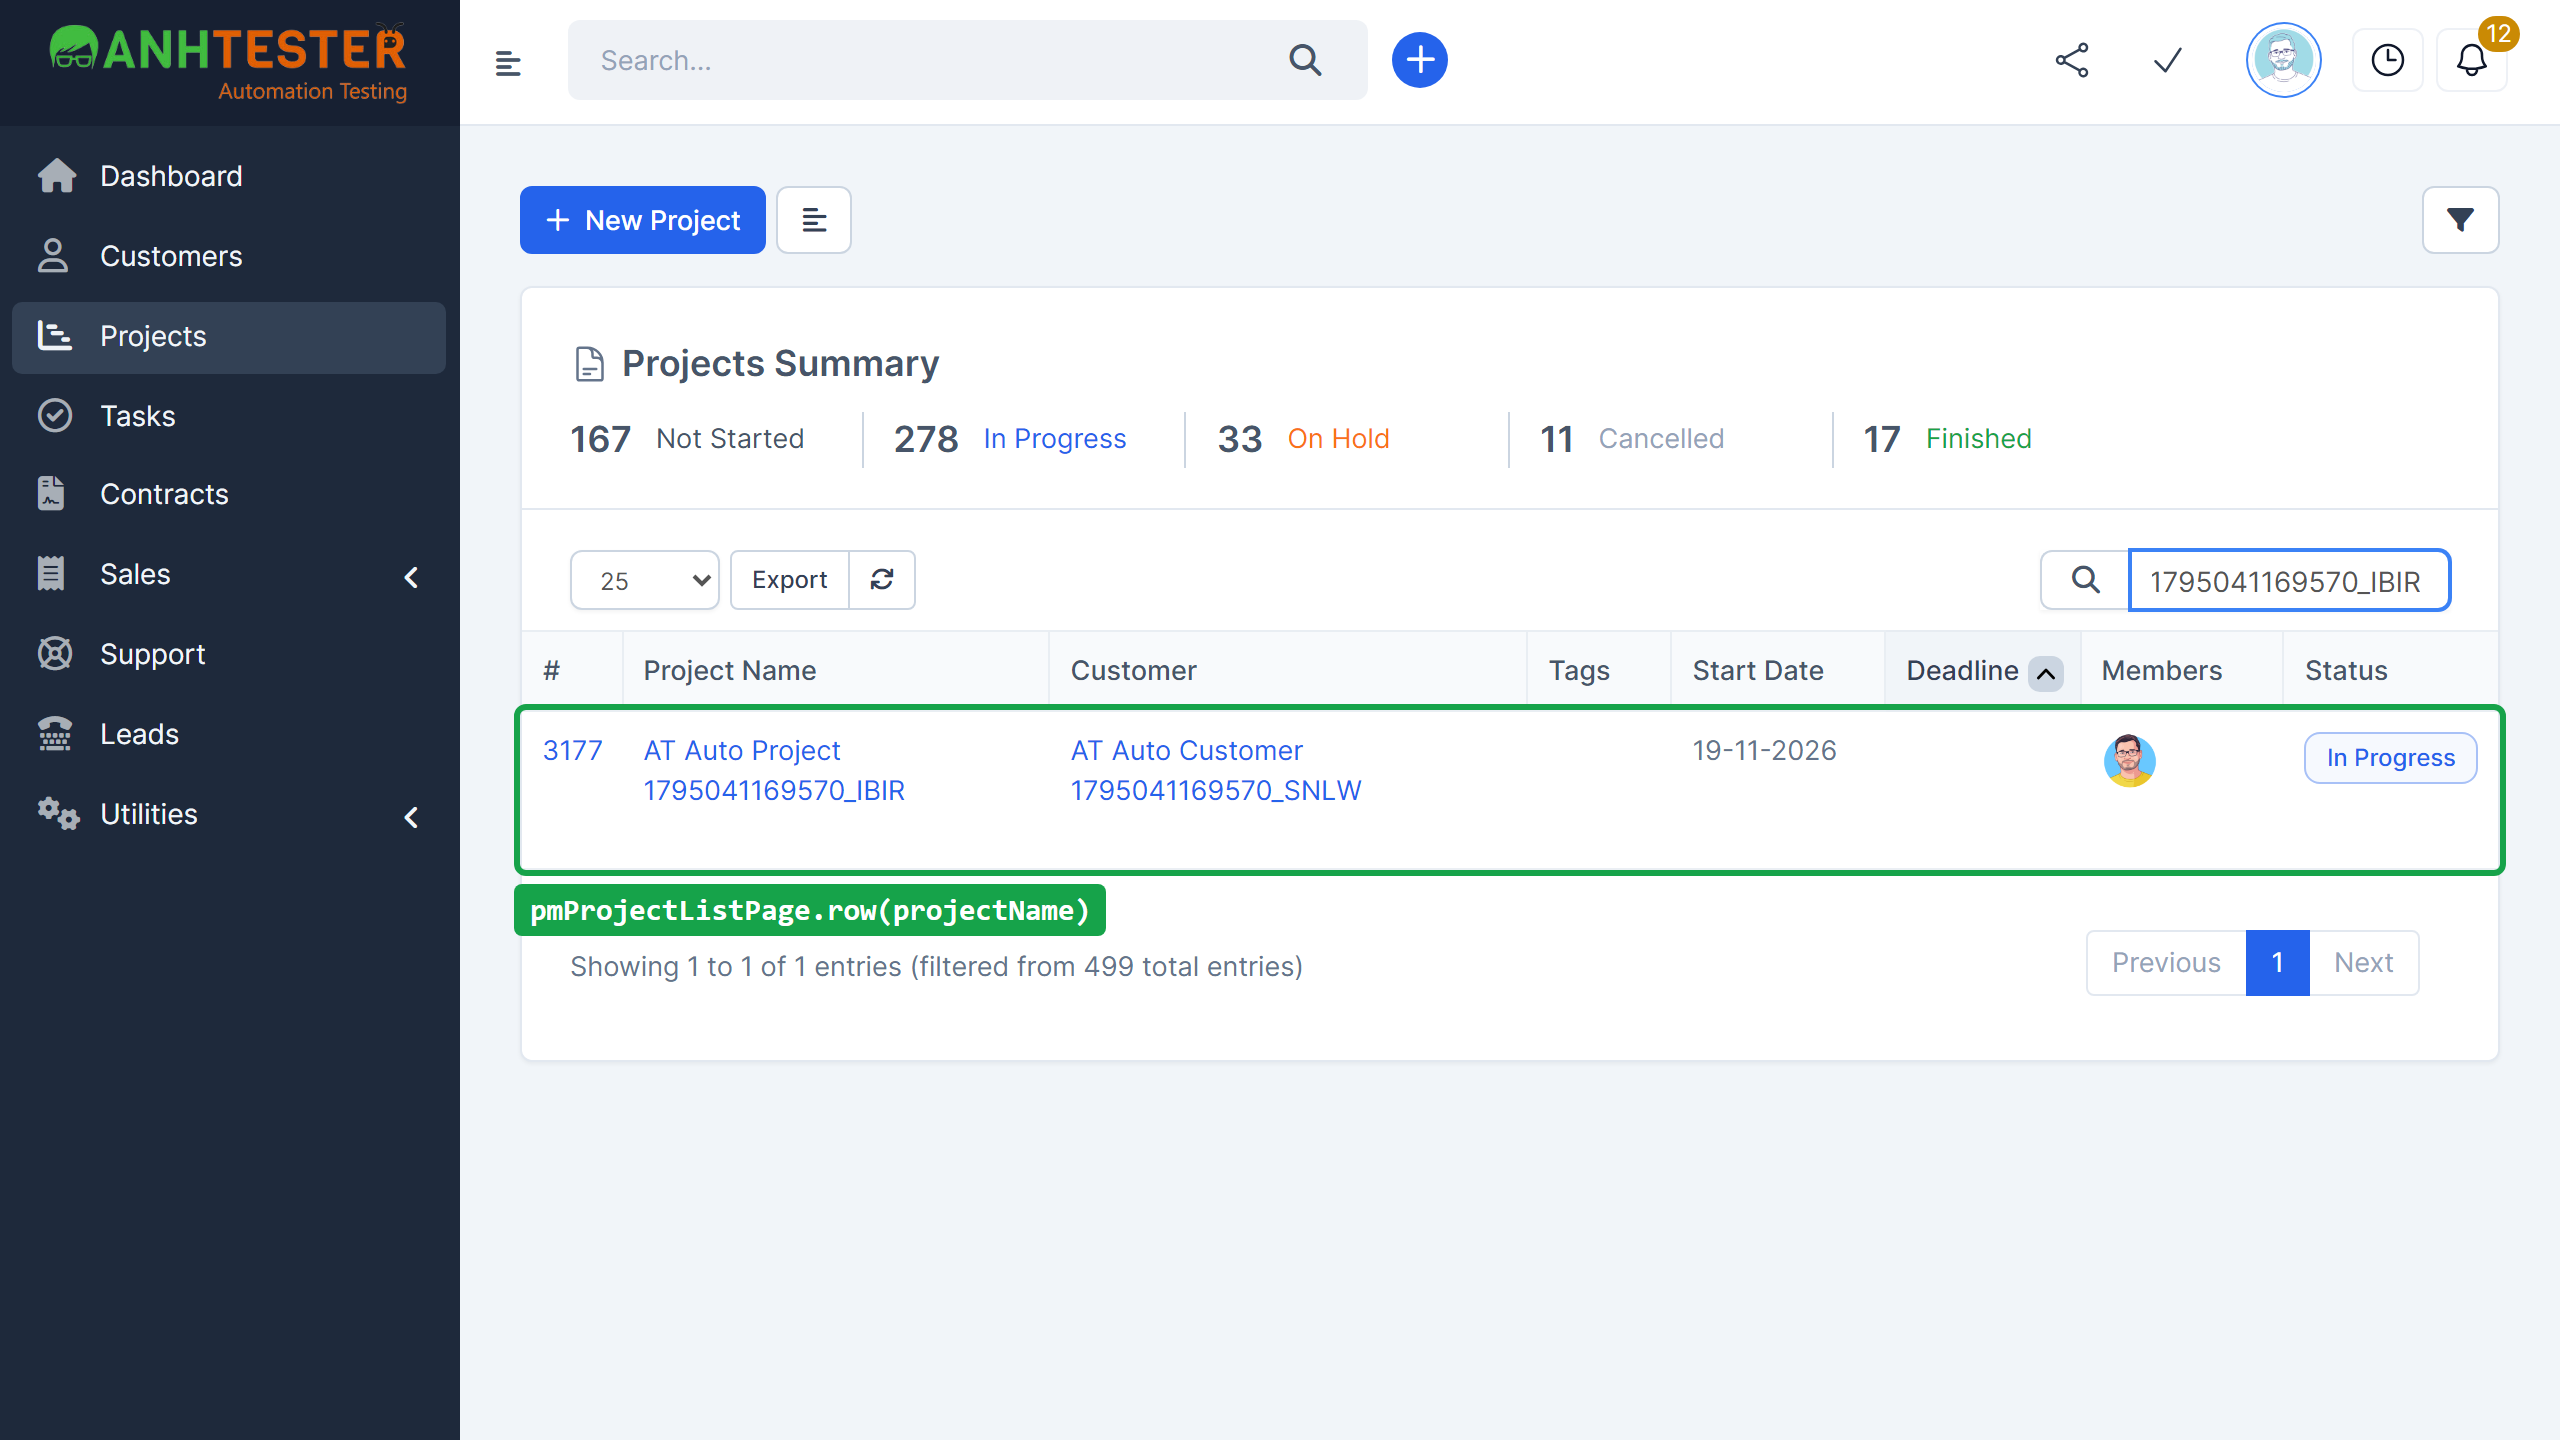 ANHTESTER
Automation Testing
Search...
12
Dashboard
Customers
Projects
Tasks
Contracts
Sales
Support
Leads
Utilities
New Project
Projects Summary
167 Not Started
278 In Progress
33 On Hold
11 Cancelled
17 Finished
25
Export
1795041169570_IBIR
# Project Name Customer Tags Start Date Deadline Members Status
3177 AT Auto Project AT Auto Customer 19-11-2026 In Progress
1795041169570_IBIR 1795041169570_SNLW
pmProjectListPage.row(projectName)
Showing 1 to 1 of 1 entries (filtered from 499 total entries)
Previous 1 Next